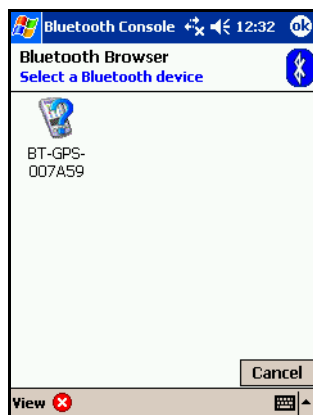 Bluetooth Console 12:32 ok
Bluetooth Browser
Select a Bluetooth device
BT-GPS-
007A59
Cancel
View